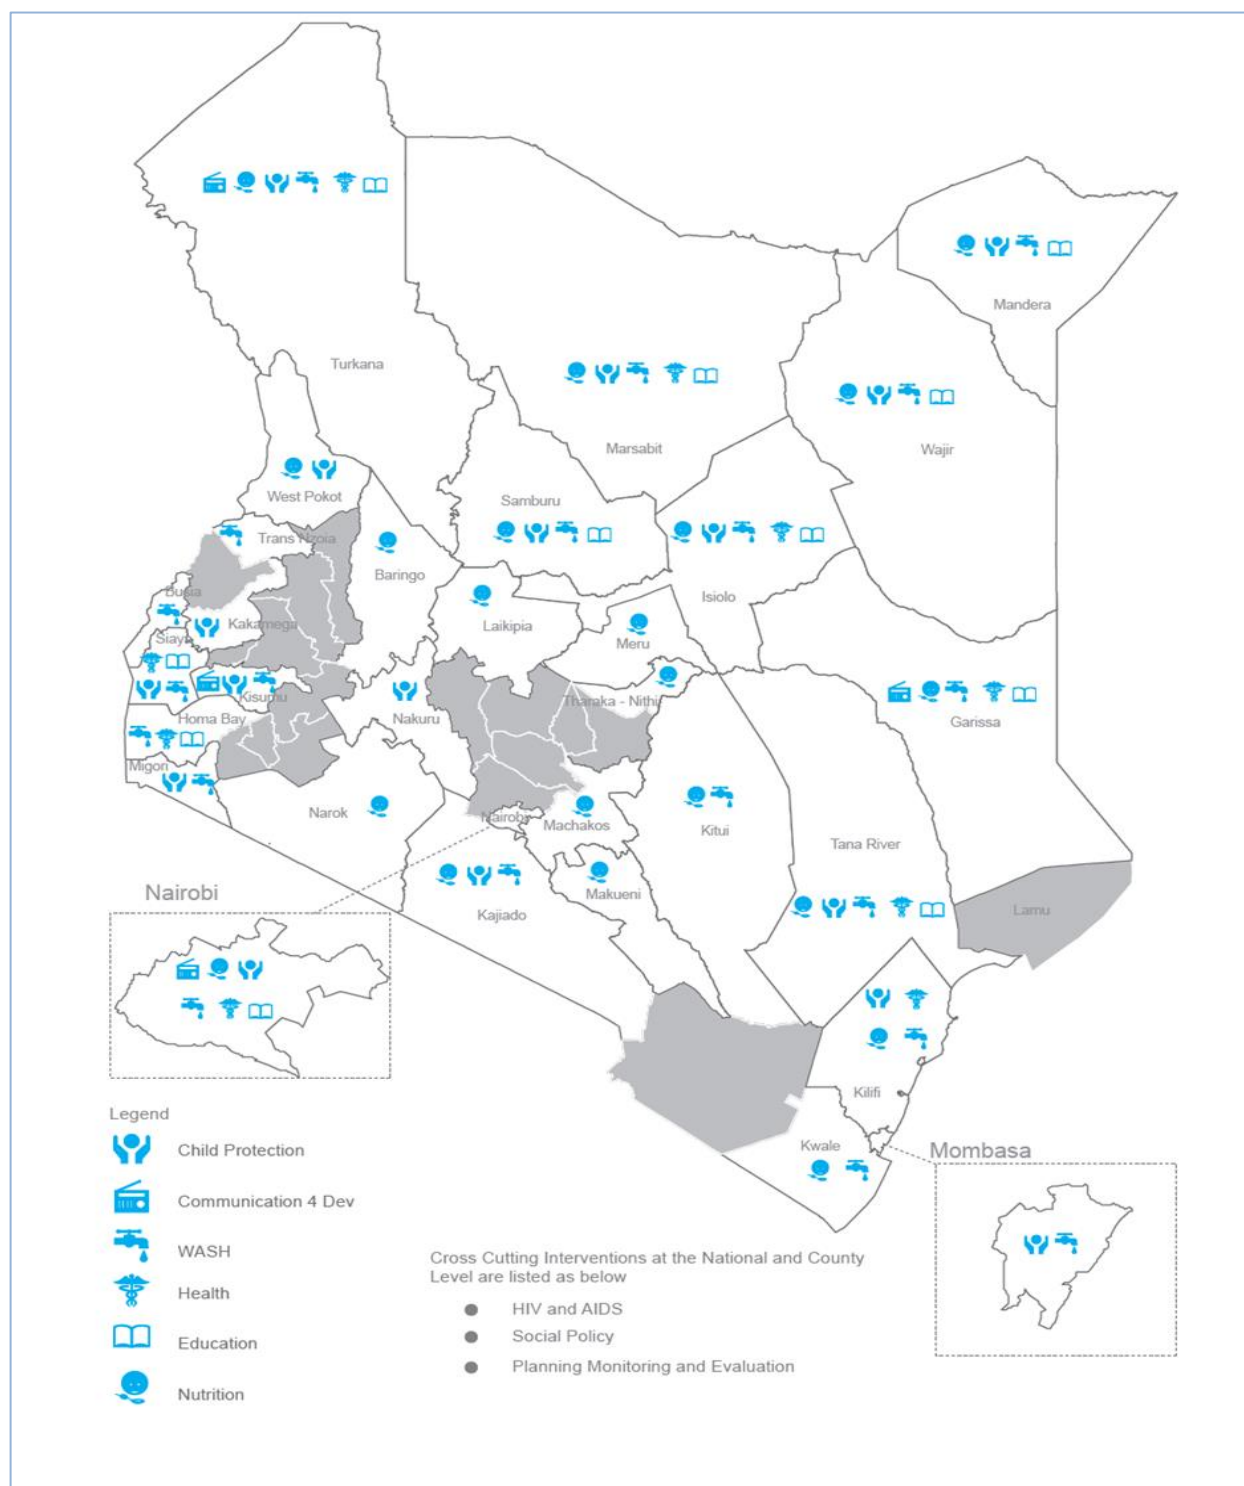 Mandera
Turkana
Marsabit
Wajir
West Pokot
Samburu
Trans Nzoia
Baringo
Busia
Isiolo
Kakamega
Laikipia
Siaya
Meru
Kisumu
Tharaka - Nithi
Homa Bay
Nakuru
Garissa
Migori
Narok
Nairobi
Machakos
Kitui
Tana River
Makueni
Nairobi
Kajiado
Lamu
Kilifi
Legend
Kwale
Mombasa
Child Protection
Communication 4 Dev
WASH
Health
Education
Nutrition
Cross Cutting Interventions at the National and County
Level are listed as below
HIV and AIDS
Social Policy
Planning Monitoring and Evaluation